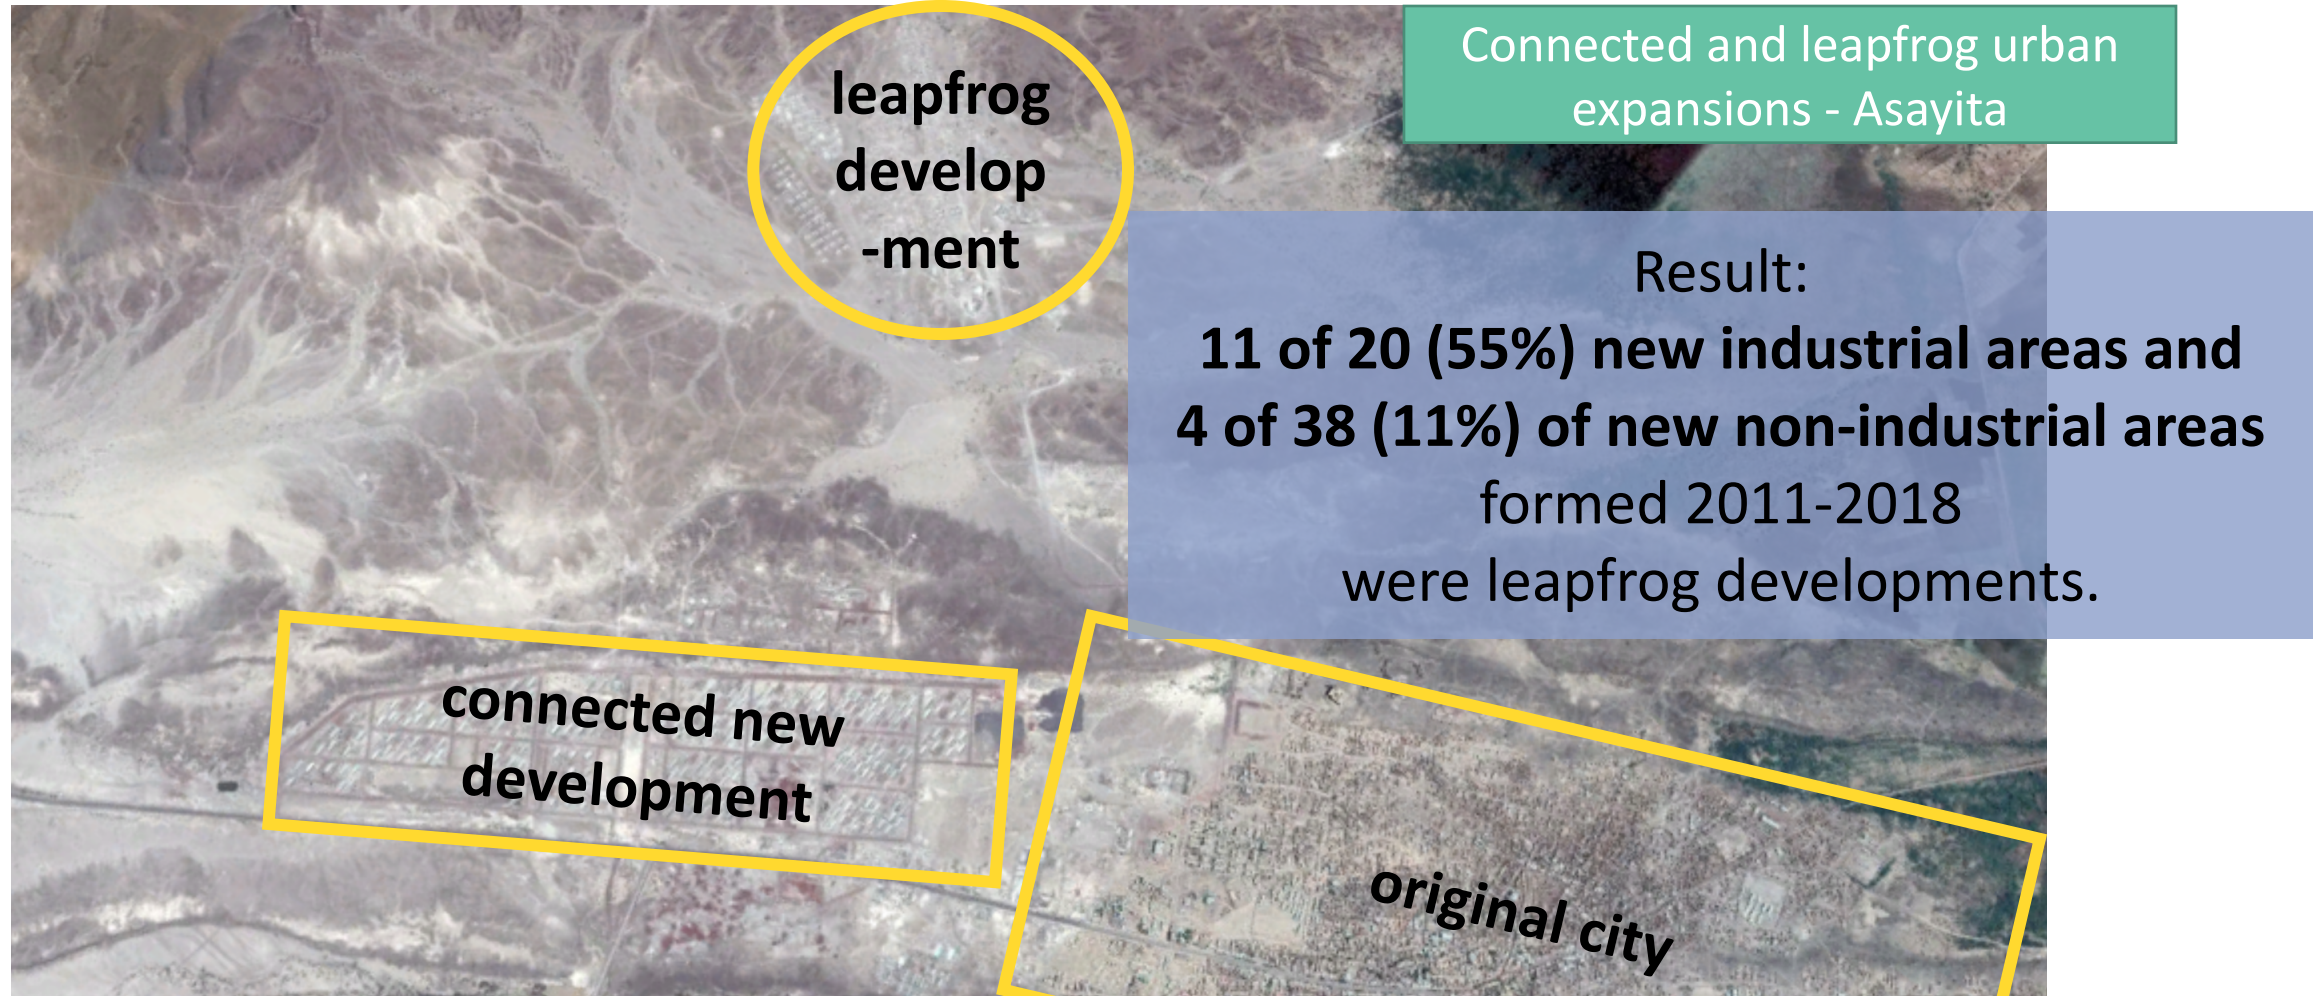 Connected and leapfrog urban
expansions - Asayita
leapfrog
develop
-ment
Result:
11 of 20 (55%) new industrial areas and
4 of 38 (11%) of new non-industrial areas
formed 2011-2018
were leapfrog developments.
connected new
development
original city